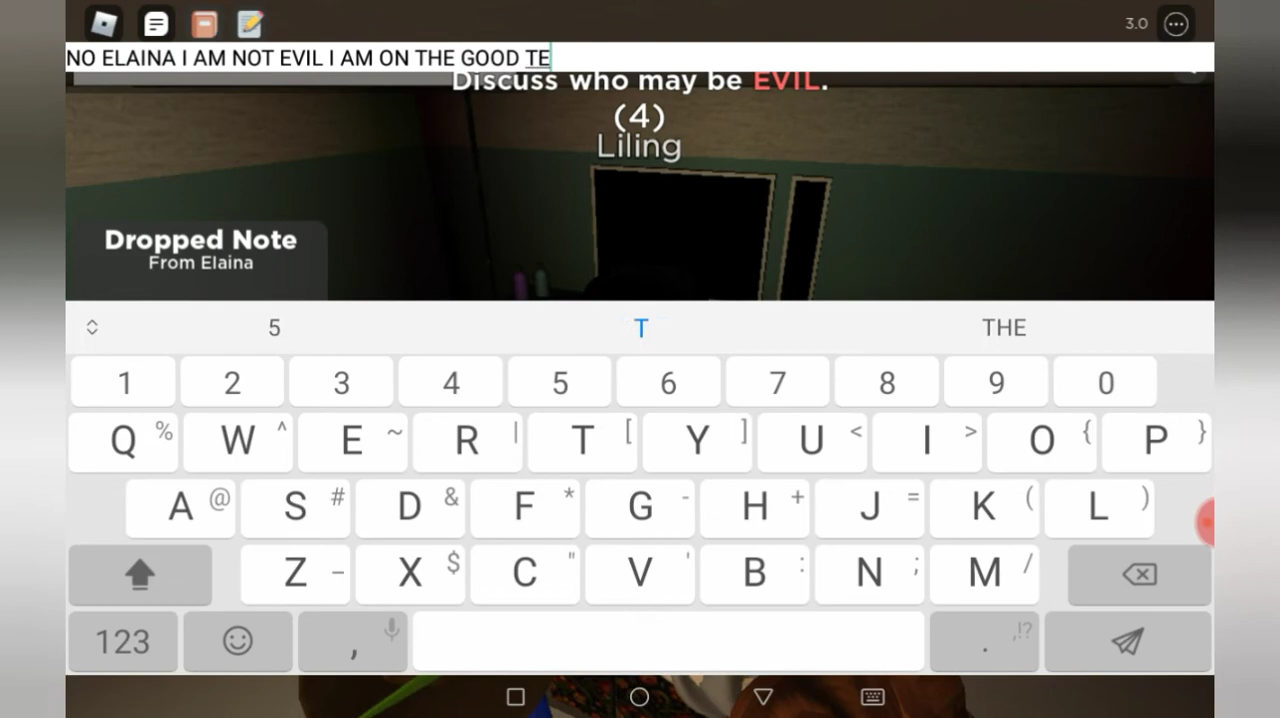 3.0
NO ELAINA I AM NOT EVIL I AM ON THE GOOD TE
Discuss who may be EVIL.
(4)
Liling
Dropped Note
From Elaina
5 T THE
1 2 3 4 5 6 7 8 9 0
Q % W ^ E ~ R | T [ Y ] U < I > O { P }
A @ S # D & F * G - H + J = K ( L )
Z _ X $ C " V ' B : N ; M /
123 , . ,!?